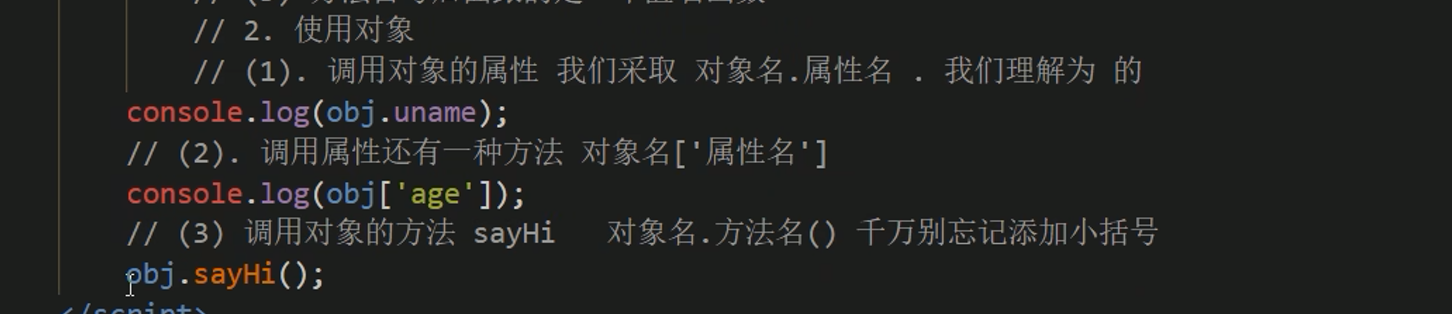 // 2. 使用对象
// (1). 调用对象的属性 我们采取 对象名.属性名 . 我们理解为 的
console.log(obj.uname);
// (2). 调用属性还有一种方法 对象名['属性名']
console.log(obj['age']);
// (3) 调用对象的方法 sayHi 对象名.方法名() 千万别忘记添加小括号
obj.sayHi();
</script>